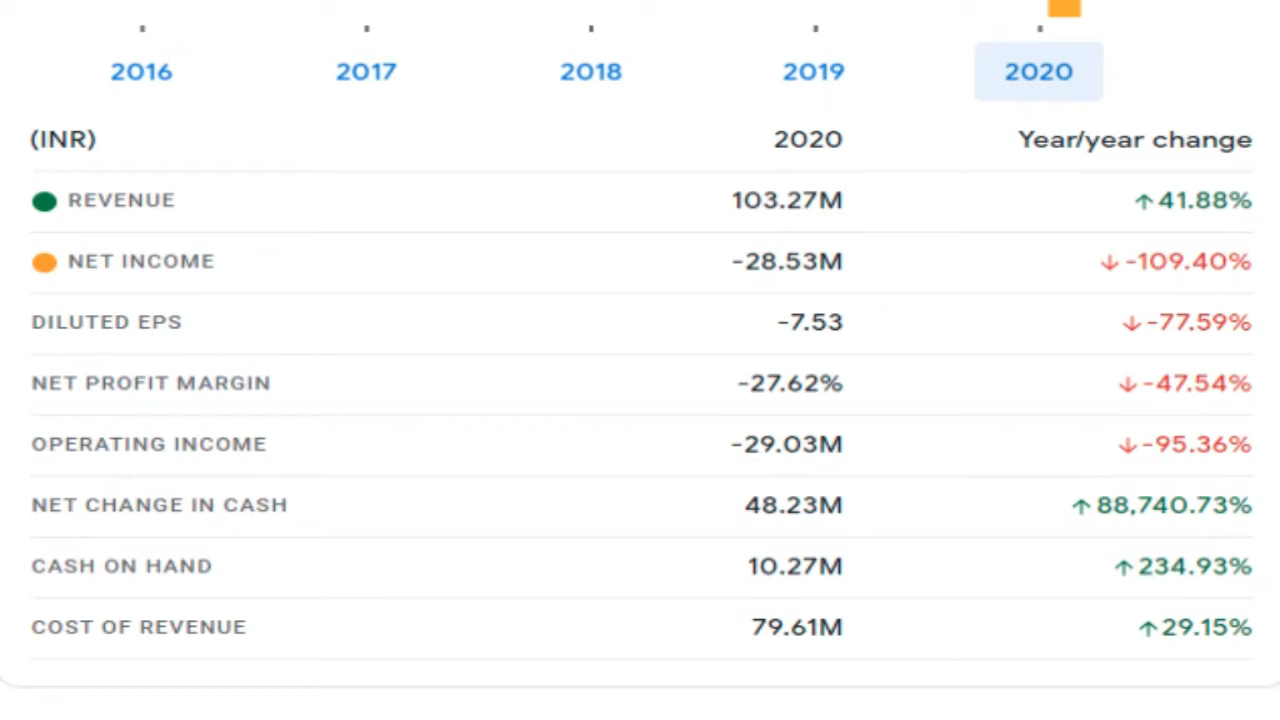 2016 2017 2018 2019 2020
(INR) 2020 Year/year change
REVENUE 103.27M ↑41.88%
NET INCOME -28.53M ↓-109.40%
DILUTED EPS -7.53 ↓-77.59%
NET PROFIT MARGIN -27.62% ↓-47.54%
OPERATING INCOME -29.03M ↓-95.36%
NET CHANGE IN CASH 48.23M ↑88,740.73%
CASH ON HAND 10.27M ↑234.93%
COST OF REVENUE 79.61M ↑29.15%